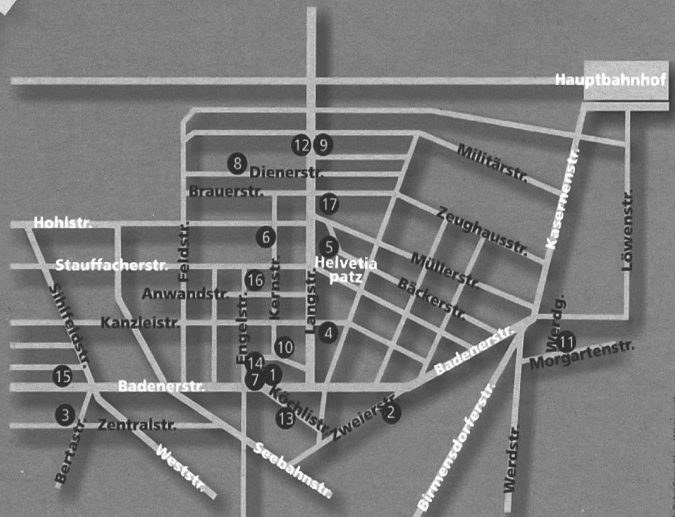 Hauptbahnhof
12
9
Militärstr.
8
Dienerstr.
Brauerstr.
Kasernenstr.
17
Zeughausstr.
Löwenstr.
Hohlstr.
6
5
Müllerstr.
Feldstr.
Stauffacherstr.
Helvetia
patz
16
Kernstr.
Bäckerstr.
Anwandstr.
Langstr.
Sihlfeldstr.
Kanzleistr.
Engelstr.
4
Werdg.
10
11
Morgartenstr.
Badenerstr.
14
15
7
1
Badenerstr.
Köchlistr.
3
13
2
Zweierstr.
Zentralstr.
Bertastr.
Weststr.
Seebahnstr.
Birmensdorferstr.
Werdstr.